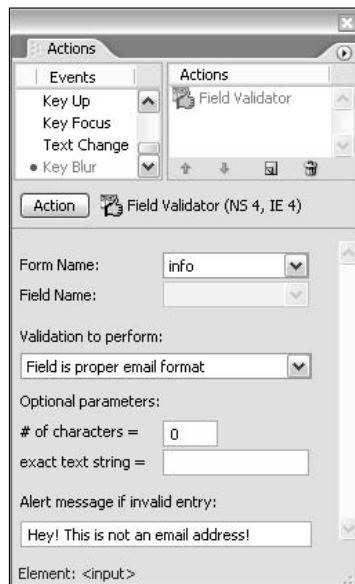 Actions
Events
Key Up
Key Focus
Text Change
Key Blur
Actions
Field Validator
Action Field Validator (NS 4, IE 4)
Form Name: info
Field Name:
Validation to perform:
Field is proper email format
Optional parameters:
# of characters = 0
exact text string =
Alert message if invalid entry:
Hey! This is not an email address!
Element: <input>